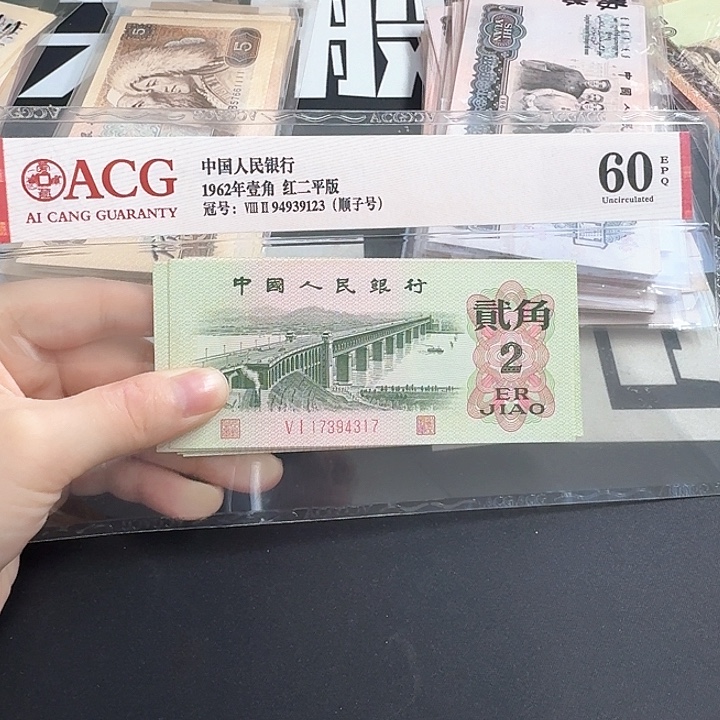 5
股
ACG
AI CANG GUARANTY
中国人民银行
1962年壹角 红二平版
冠号: VIII II 94939123 (顺子号)
60
EPQ
Uncirculated
中國人民銀行
貳角
2
ER
JIAO
VI 17394317